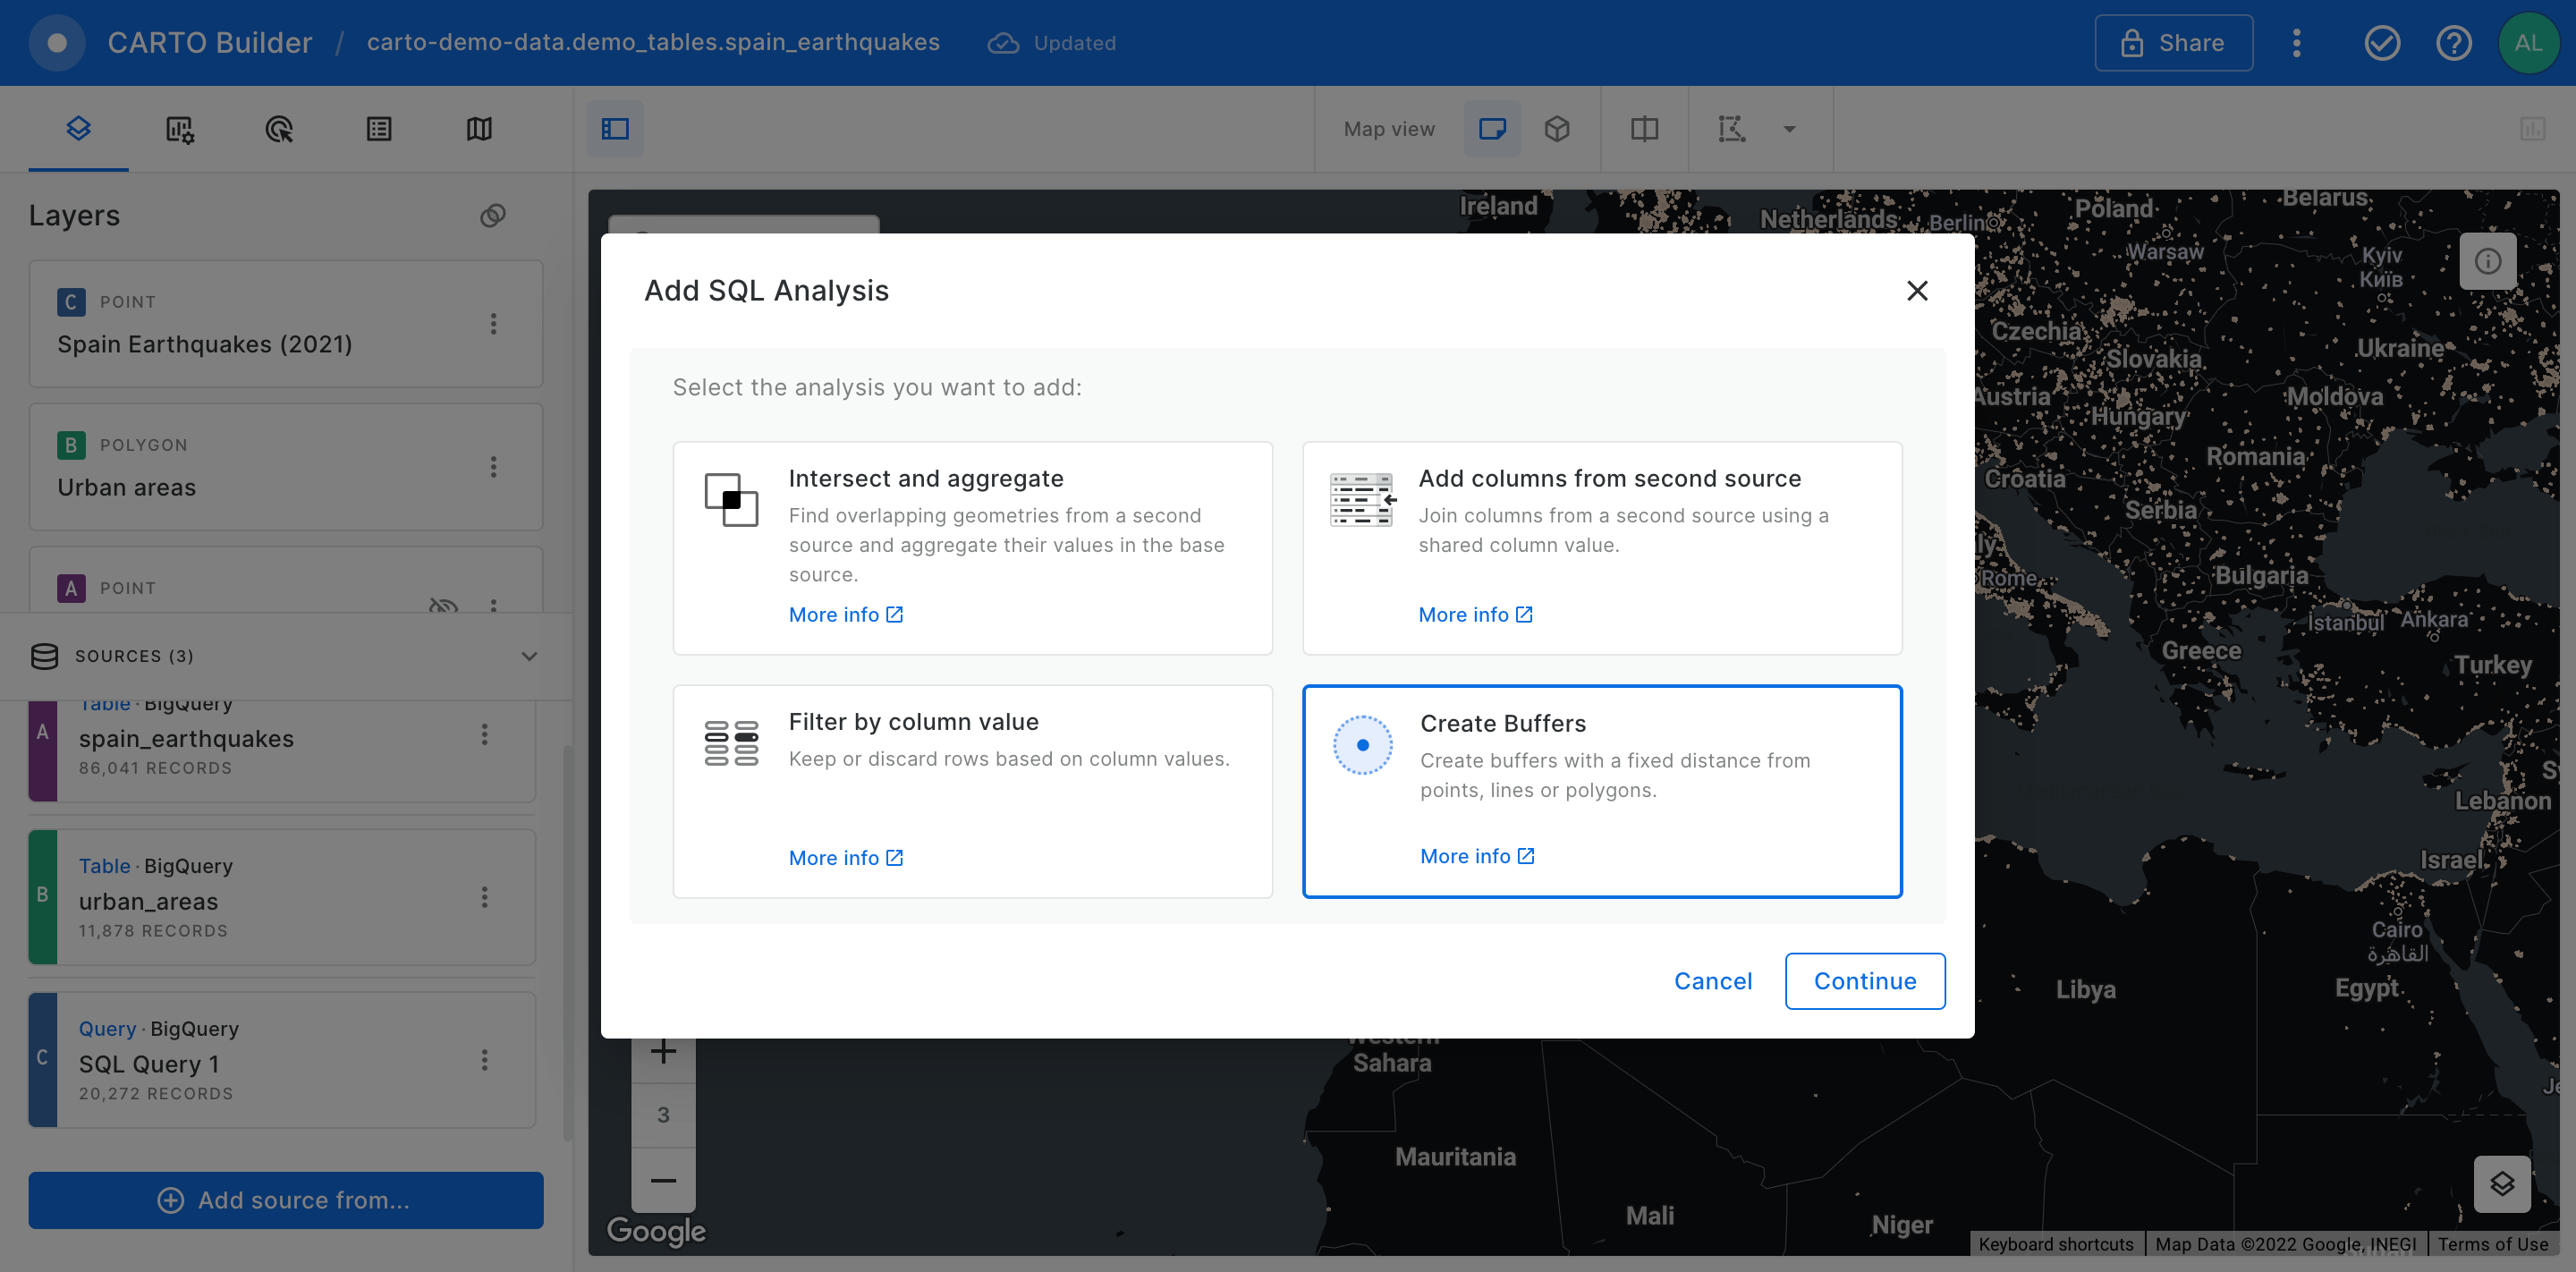 CARTO Builder / carto-demo-data.demo_tables.spain_earthquakes Updated
Share
AL
Map view
Layers
C POINT
Spain Earthquakes (2021)
B POLYGON
Urban areas
A POINT
SOURCES (3)
A
Table · BigQuery
spain_earthquakes
86,041 RECORDS
B
Table · BigQuery
urban_areas
11,878 RECORDS
C
Query · BigQuery
SQL Query 1
20,272 RECORDS
Add source from...
Add SQL Analysis
Select the analysis you want to add:
Intersect and aggregate
Find overlapping geometries from a second
source and aggregate their values in the base
source.
More info
Add columns from second source
Join columns from a second source using a
shared column value.
More info
Filter by column value
Keep or discard rows based on column values.
More info
Create Buffers
Create buffers with a fixed distance from
points, lines or polygons.
More info
Cancel
Continue
Ireland
Netherlands
Berlin
Poland
Belarus
Warsaw
Kyiv
Київ
Czechia
Slovakia
Ukraine
Austria
Hungary
Moldova
Croatia
Romania
Serbia
ly
Rome
Bulgaria
İstanbul
Ankara
Greece
Turkey
Sy
Lebanon
Israel
Cairo
القاهرة
Libya
Egypt
Je
Western
Sahara
Mauritania
Mali
Niger
3
Google
Keyboard shortcuts
Map Data ©2022 Google, INEGI
Terms of Use